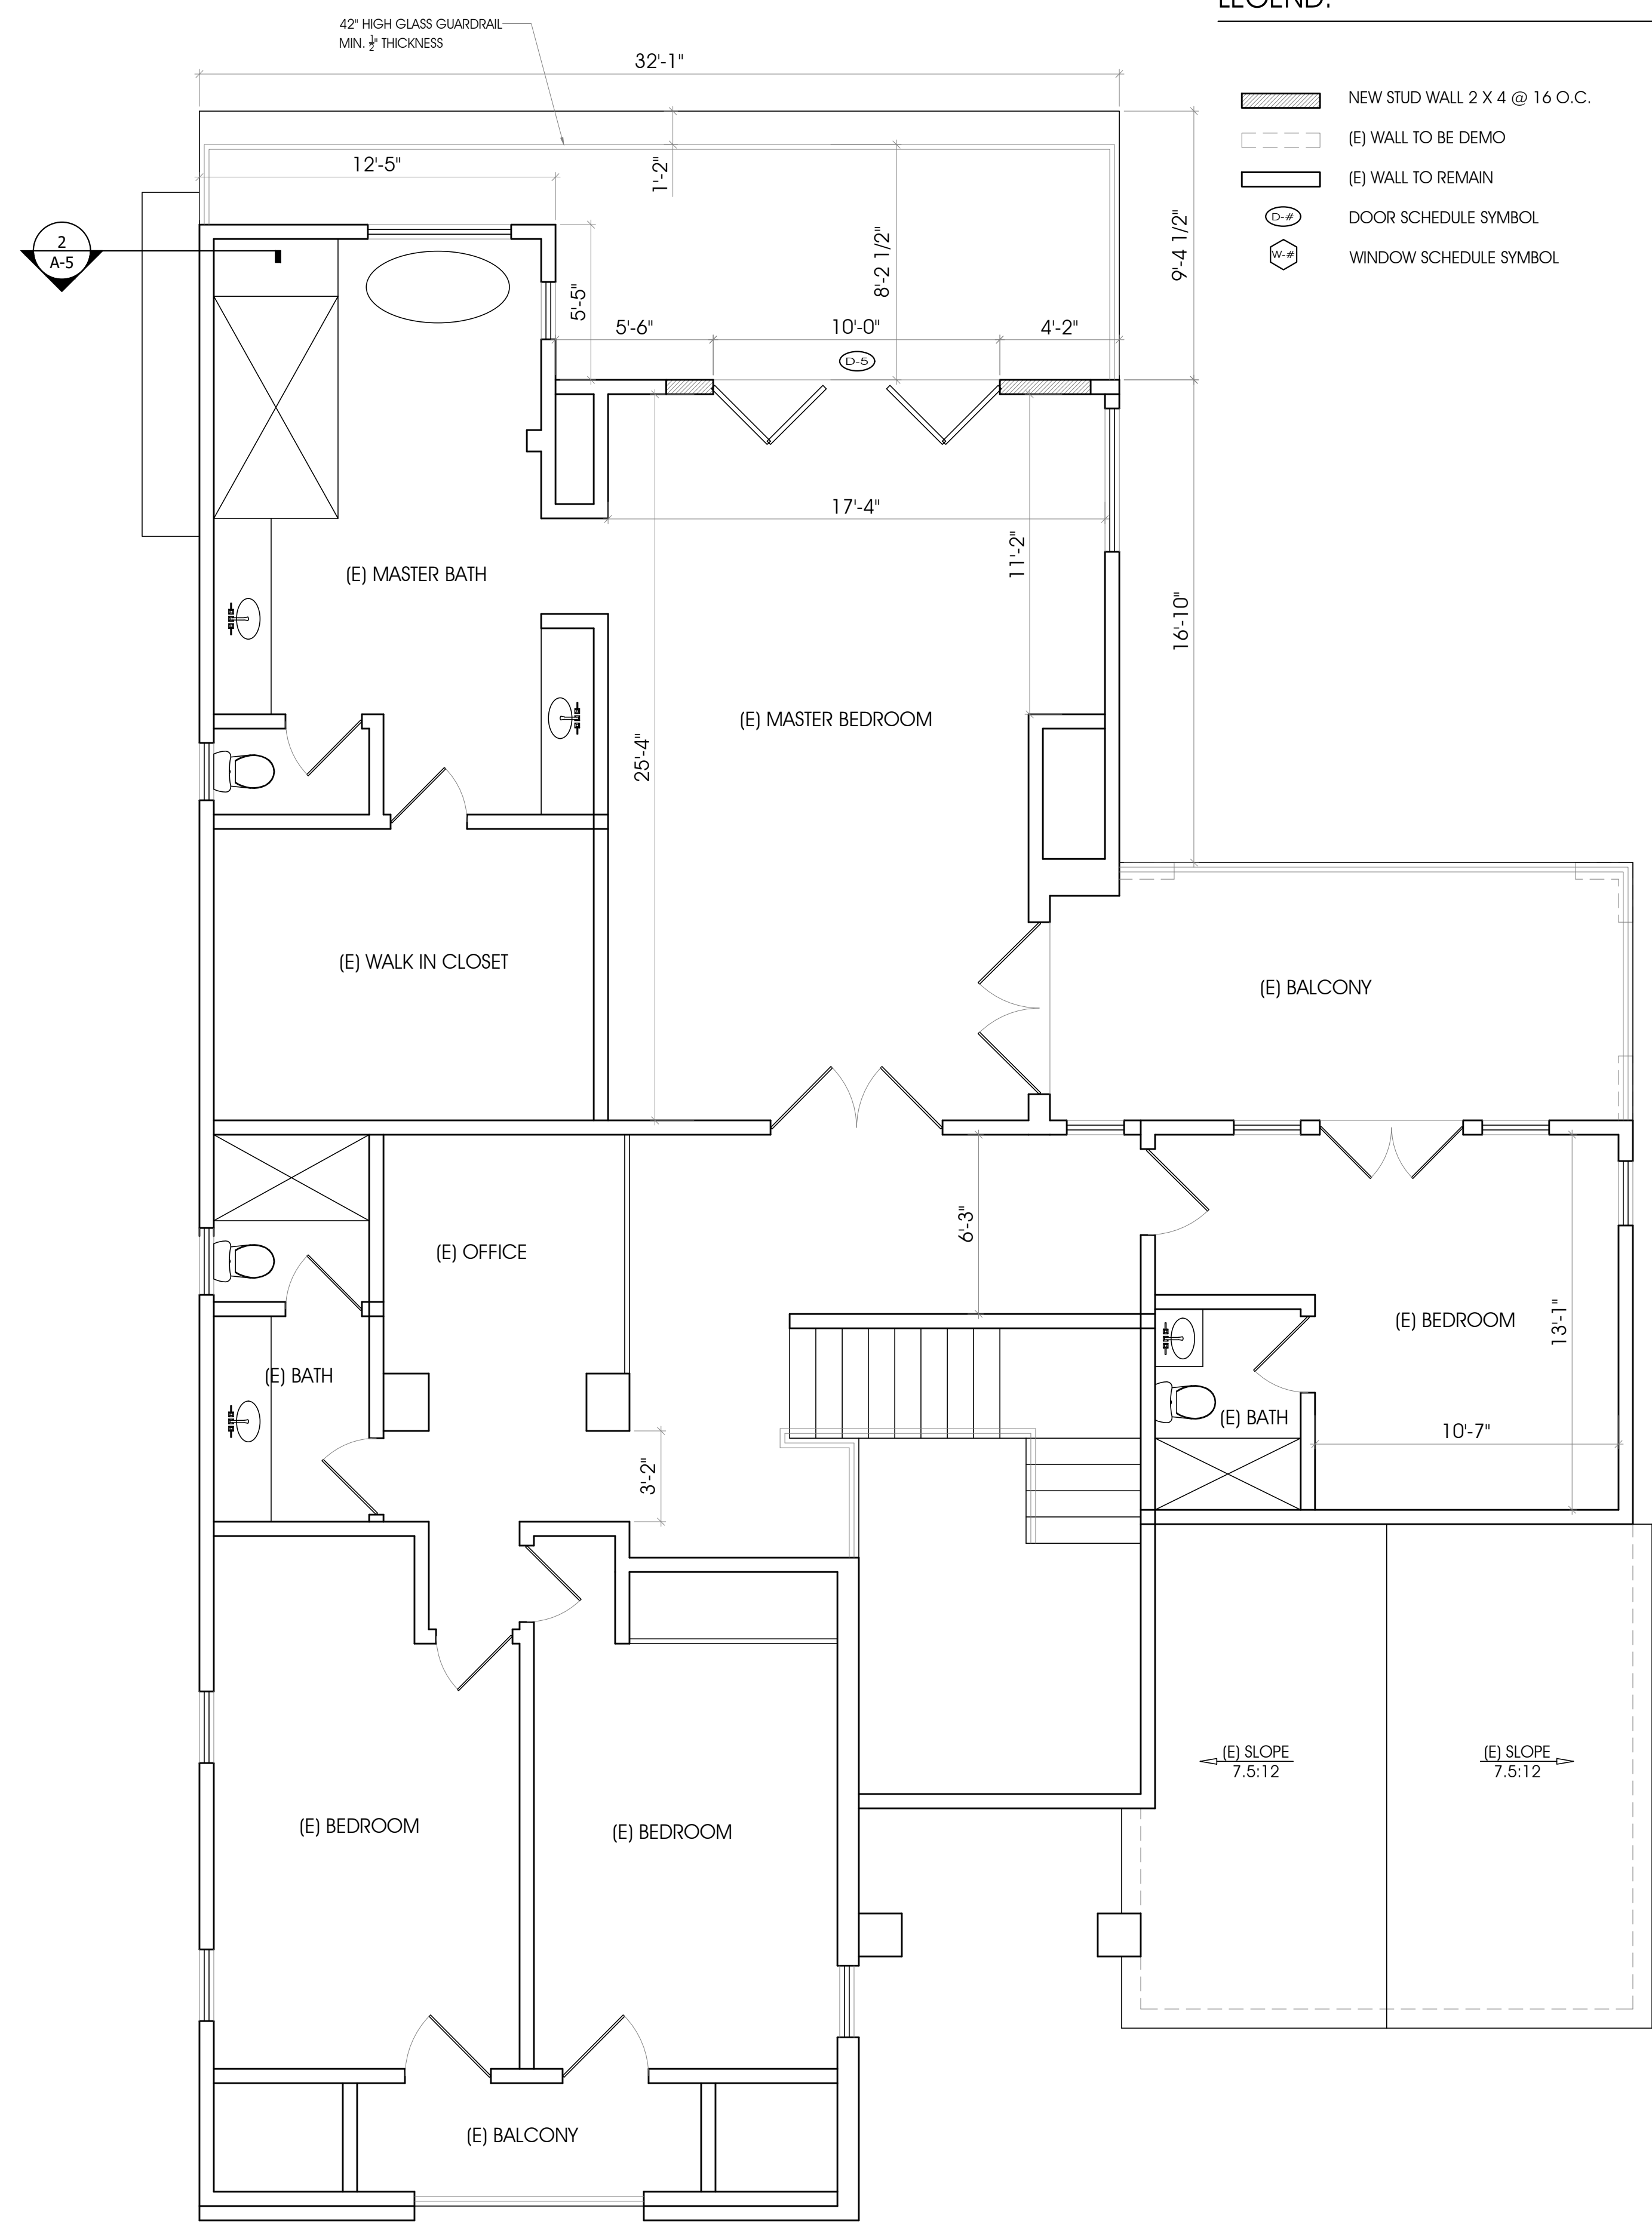 LEGEND:
42" HIGH GLASS GUARDRAIL
MIN. 1/2" THICKNESS
32'-1"
NEW STUD WALL 2 X 4 @ 16 O.C.
(E) WALL TO BE DEMO
(E) WALL TO REMAIN
D-#
DOOR SCHEDULE SYMBOL
W-#
WINDOW SCHEDULE SYMBOL
12'-5"
1'-2"
2
A-5
8'-2 1/2"
9'-4 1/2"
5'-5"
5'-6"
10'-0"
4'-2"
D-5
17'-4"
11'-2"
(E) MASTER BATH
16'-10"
(E) MASTER BEDROOM
25'-4"
(E) WALK IN CLOSET
(E) BALCONY
6'-3"
(E) OFFICE
(E) BEDROOM
13'-1"
(E) BATH
(E) BATH
10'-7"
3'-2"
(E) SLOPE
7.5:12
(E) SLOPE
7.5:12
(E) BEDROOM
(E) BEDROOM
(E) BALCONY